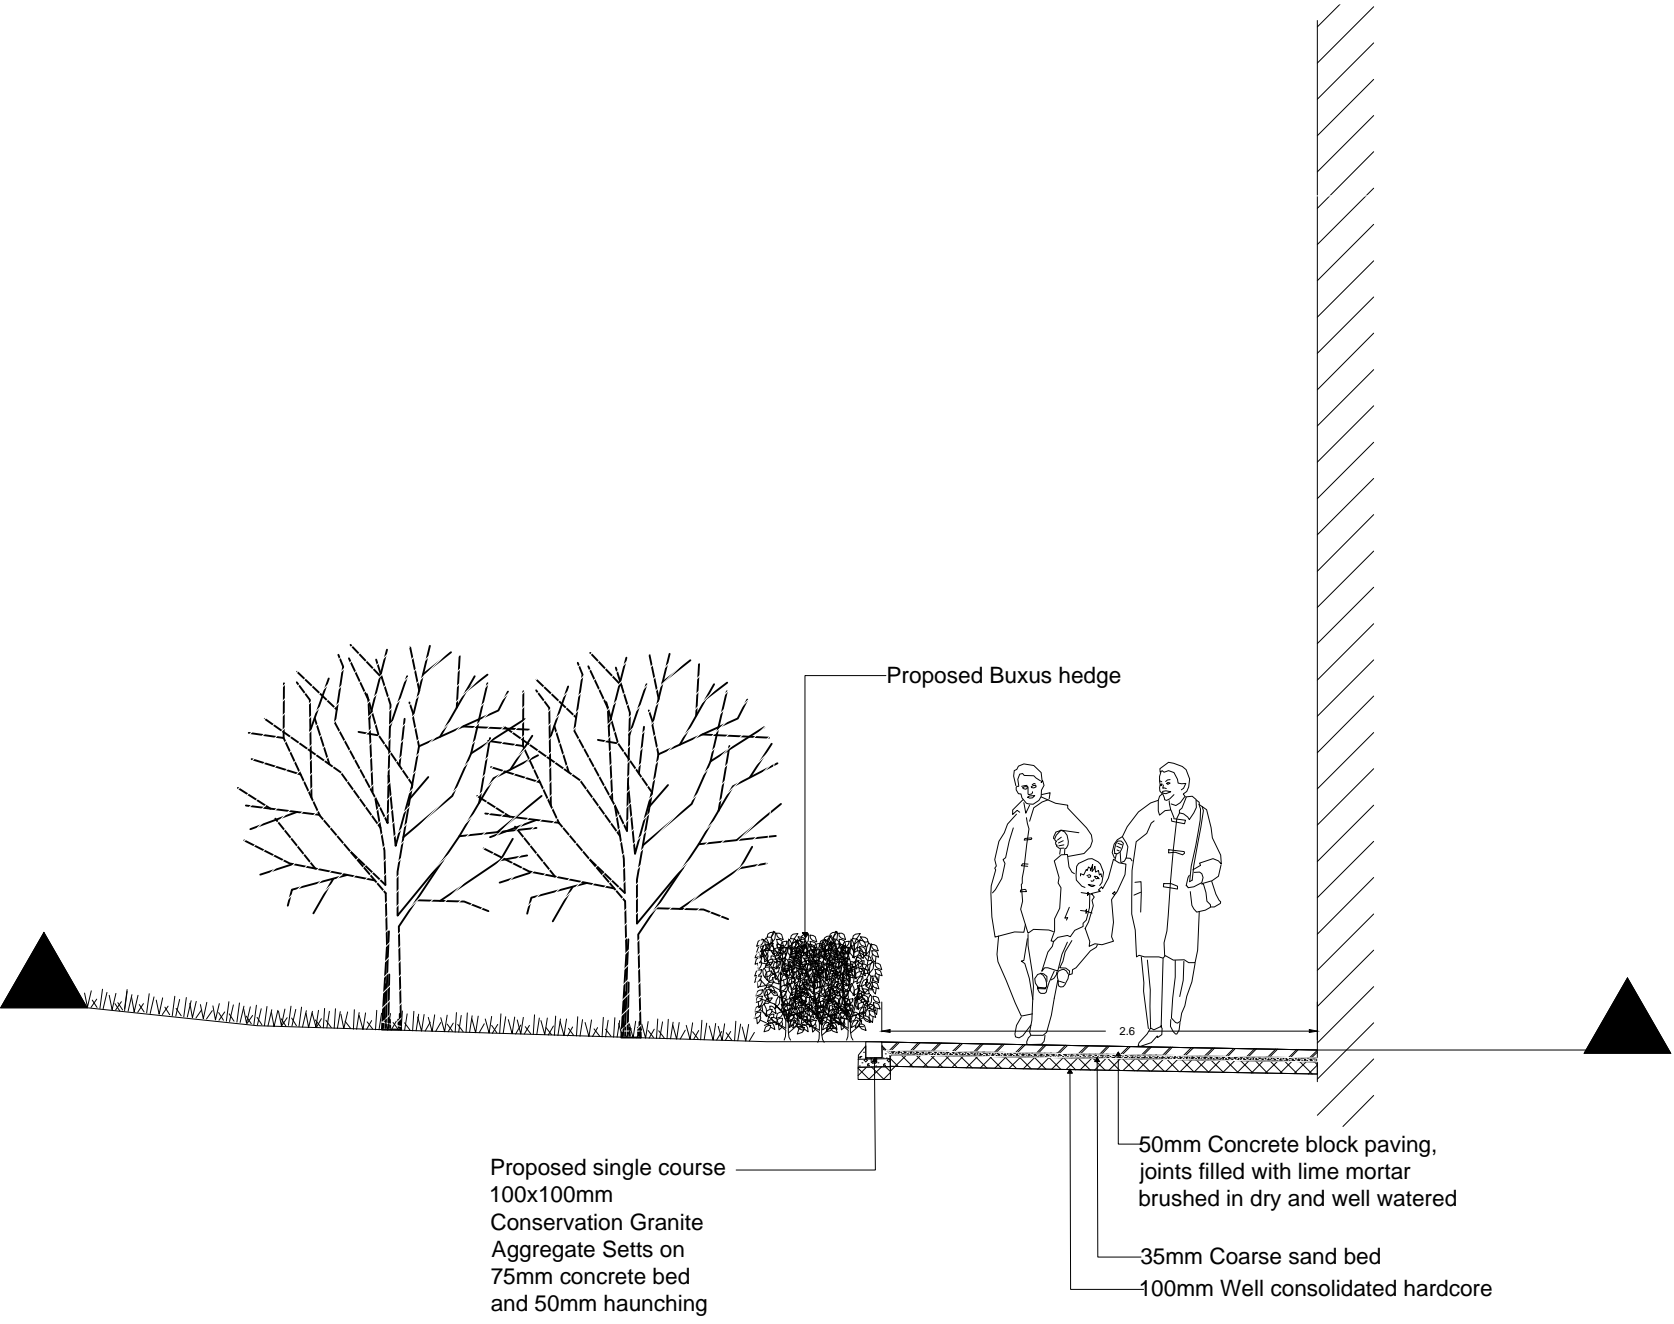 Proposed Buxus hedge
2.6
Proposed single course
100x100mm
Conservation Granite
Aggregate Setts on
75mm concrete bed
and 50mm haunching
50mm Concrete block paving,
joints filled with lime mortar
brushed in dry and well watered
35mm Coarse sand bed
100mm Well consolidated hardcore